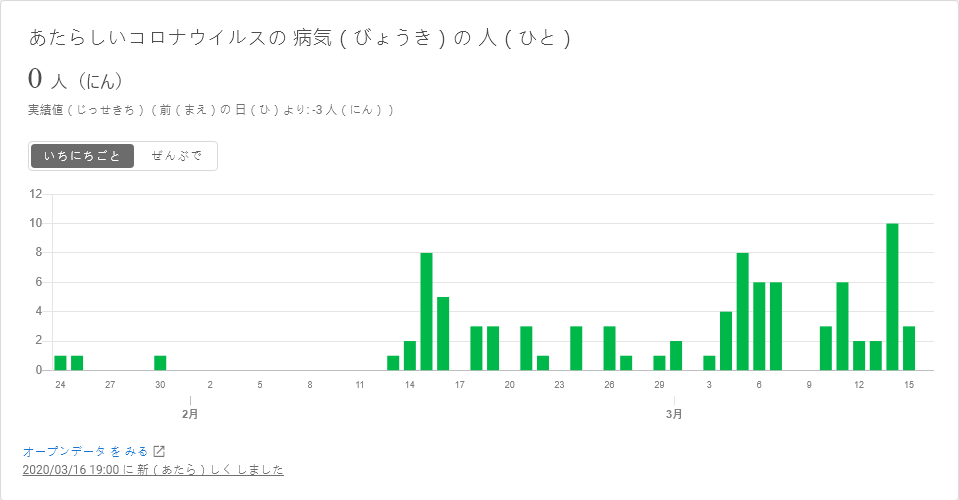 あたらしいコロナウイルスの 病気 ( びょうき ) の 人 ( ひと )
0 人（にん）
実績値 ( じっせきち ) ( 前 ( まえ ) の 日 ( ひ ) より: -3 人 ( にん ) )
いちにちごと ぜんぶで
12
10
8
6
4
2
0
24 27 30 2 5 8 11 14 17 20 23 26 29 3 6 9 12 15
2月 3月
オープンデータ を みる
2020/03/16 19:00 に 新 ( あたら ) しく しました